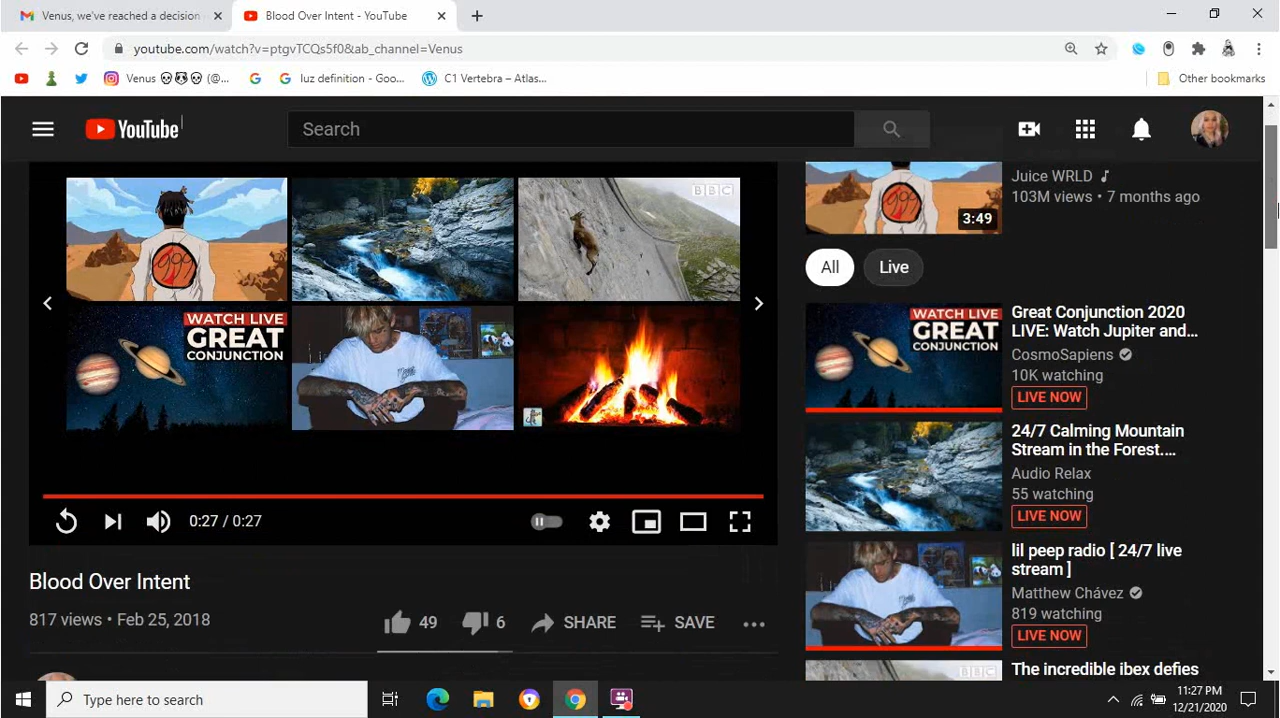 Venus, we've reached a decision
Blood Over Intent - YouTube
youtube.com/watch?v=ptgvTCQs5f0&ab_channel=Venus
Venus 💀🐼💀 (@...
luz definition - Goo...
C1 Vertebra – Atlas...
Other bookmarks
YouTube
Search
BBC
999
WATCH LIVE
GREAT
CONJUNCTION
0:27 / 0:27
Blood Over Intent
817 views • Feb 25, 2018
49
6
SHARE
SAVE
999
3:49
Juice WRLD
103M views • 7 months ago
All
Live
WATCH LIVE
GREAT
CONJUNCTION
Great Conjunction 2020
LIVE: Watch Jupiter and...
CosmoSapiens
10K watching
LIVE NOW
24/7 Calming Mountain
Stream in the Forest....
Audio Relax
55 watching
LIVE NOW
lil peep radio [ 24/7 live
stream ]
Matthew Chávez
819 watching
LIVE NOW
BBC
The incredible ibex defies
Type here to search
11:27 PM
12/21/2020